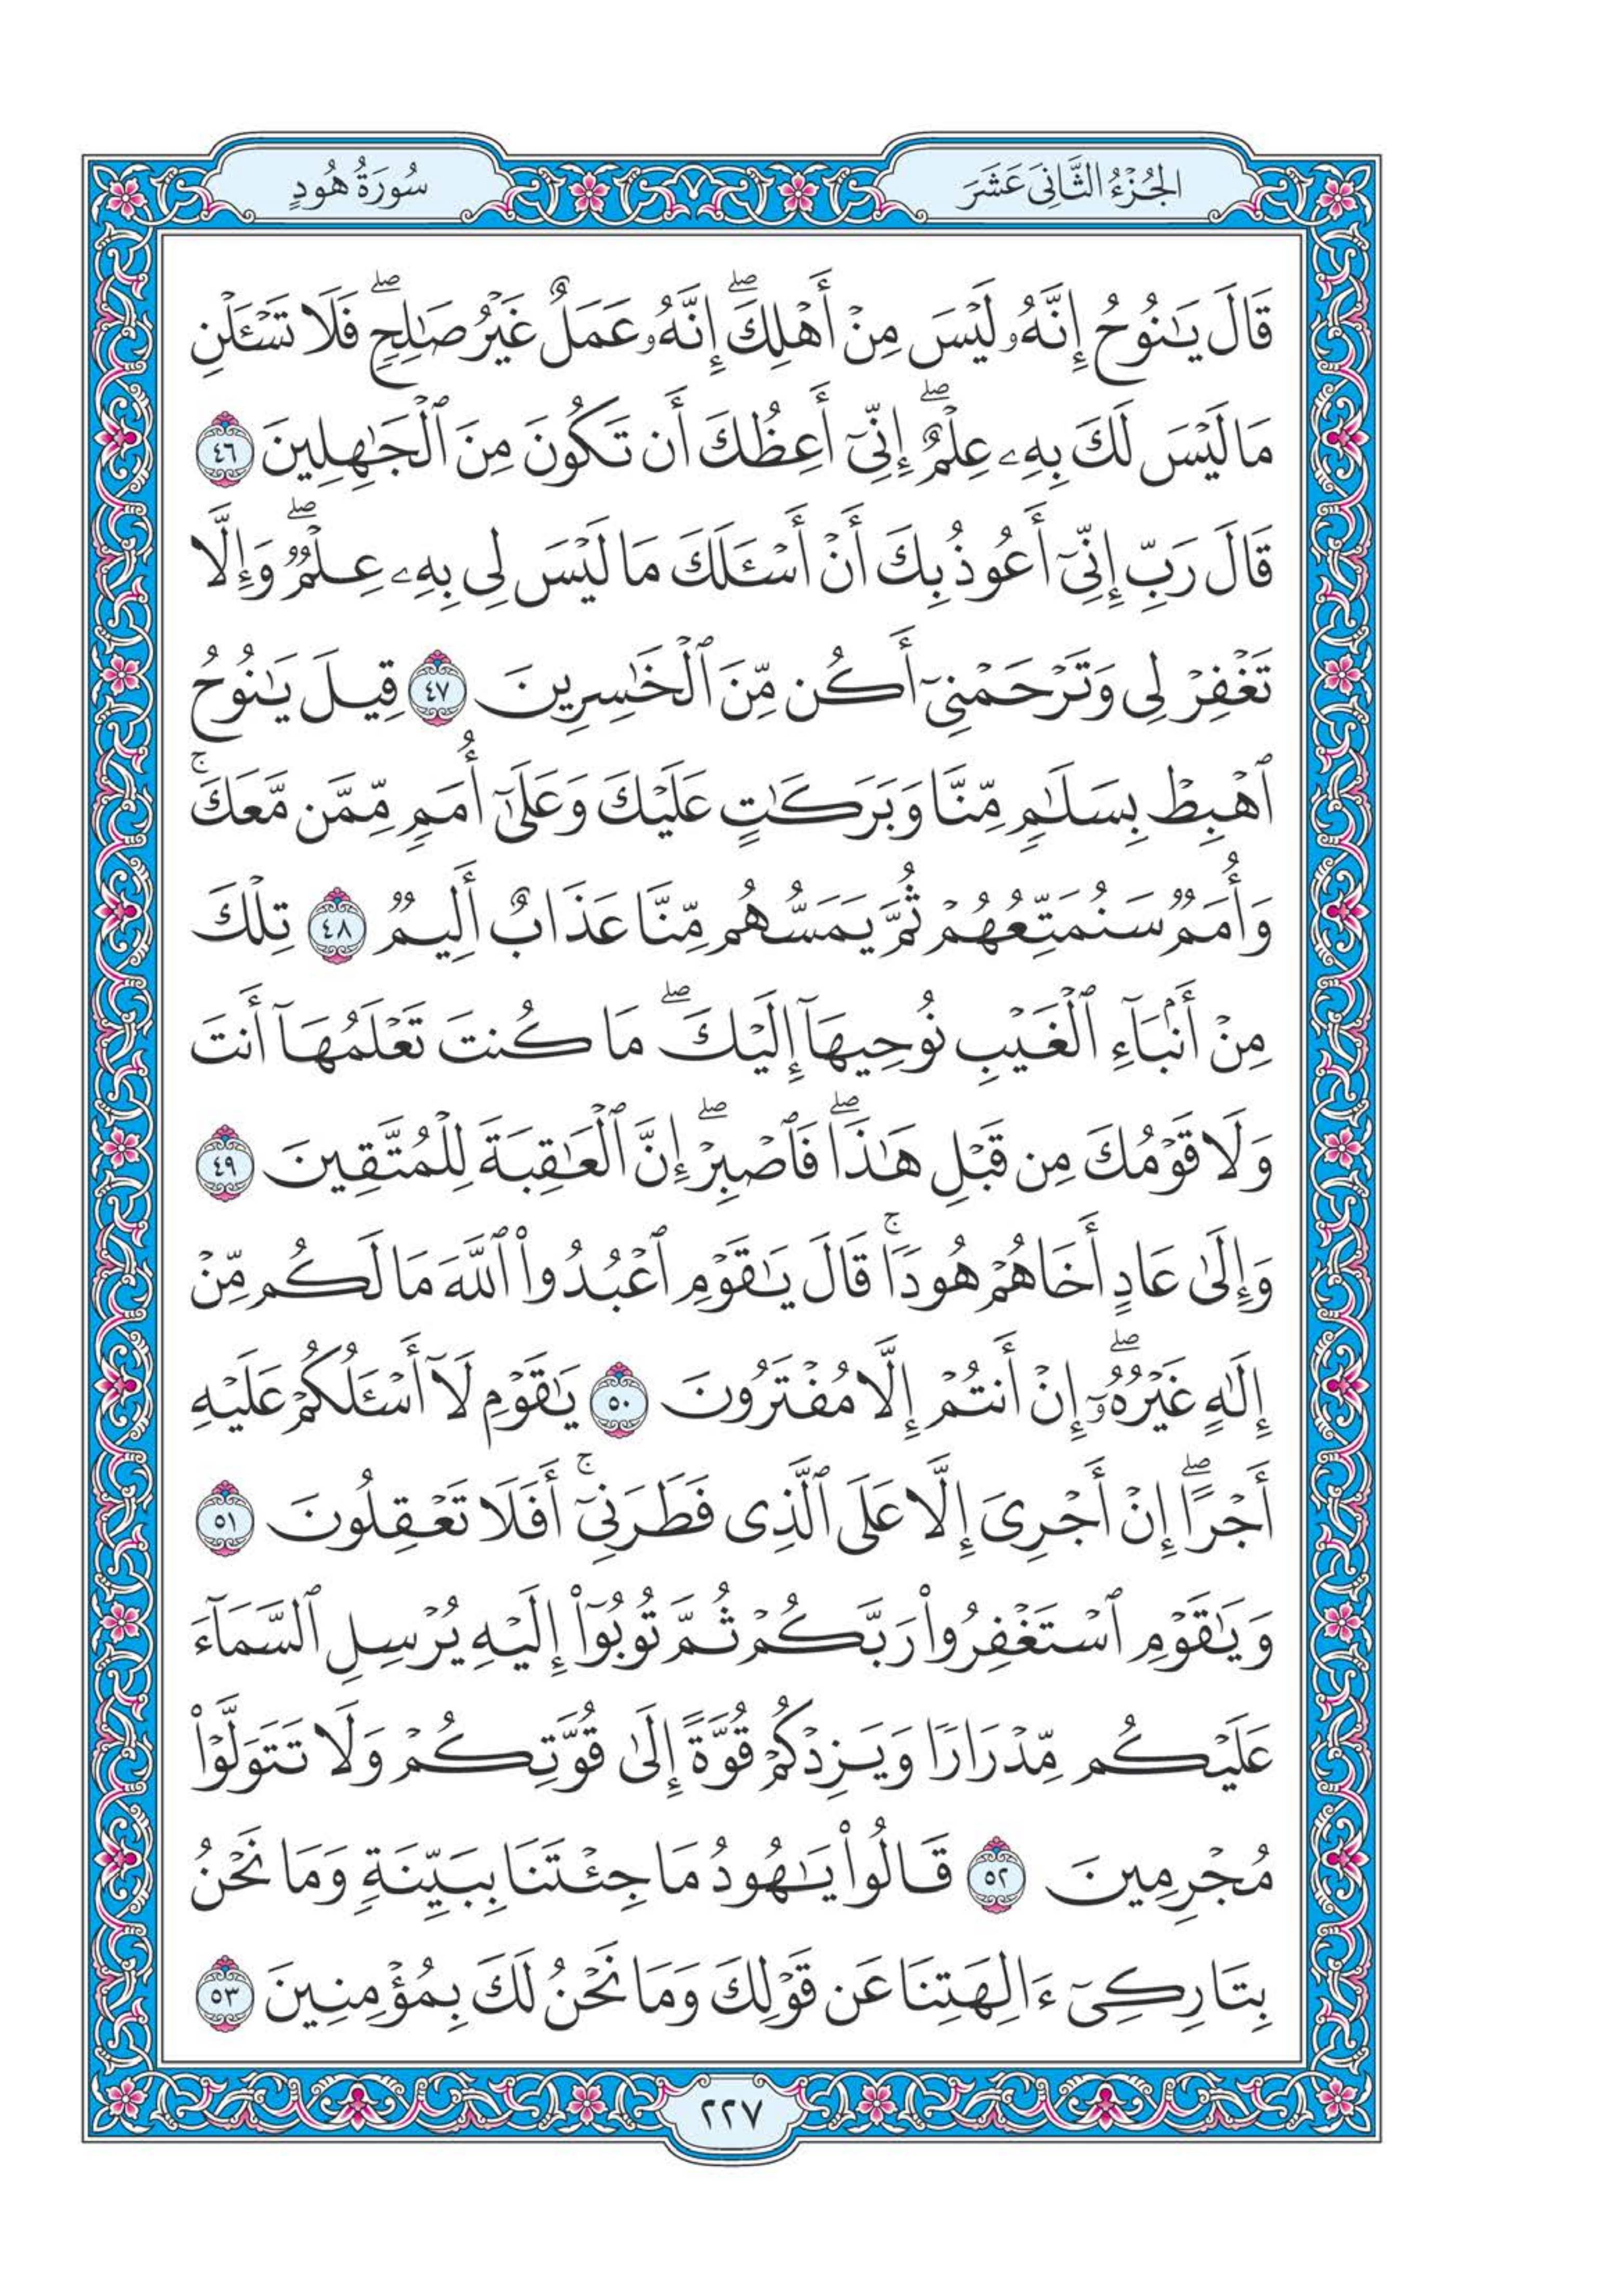 الجُزْءُ الثَّانِىَ عَشَرَ
سُورَةُ هُودٍ
قَالَ يَـٰنُوحُ إِنَّهُۥ لَيْسَ مِنْ أَهْلِكَۖ إِنَّهُۥ عَمَلٌ غَيْرُ صَـٰلِحٍۖ فَلَا تَسْـَٔلْنِ
مَا لَيْسَ لَكَ بِهِۦ عِلْمٌۖ إِنِّىٓ أَعِظُكَ أَن تَكُونَ مِنَ ٱلْجَـٰهِلِينَ ٤٦
قَالَ رَبِّ إِنِّىٓ أَعُوذُ بِكَ أَنْ أَسْـَٔلَكَ مَا لَيْسَ لِى بِهِۦ عِلْمٌۖ وَإِلَّا
تَغْفِرْ لِى وَتَرْحَمْنِىٓ أَكُن مِّنَ ٱلْخَـٰسِرِينَ ٤٧ قِيلَ يَـٰنُوحُ
ٱهْبِطْ بِسَلَـٰمٍ مِّنَّا وَبَرَكَـٰتٍ عَلَيْكَ وَعَلَىٰٓ أُمَمٍ مِّمَّن مَّعَكَۚ
وَأُمَمٌ سَنُمَتِّعُهُمْ ثُمَّ يَمَسُّهُم مِّنَّا عَذَابٌ أَلِيمٌ ٤٨ تِلْكَ
مِنْ أَنۢبَآءِ ٱلْغَيْبِ نُوحِيهَآ إِلَيْكَۖ مَا كُنتَ تَعْلَمُهَآ أَنتَ
وَلَا قَوْمُكَ مِن قَبْلِ هَـٰذَاۖ فَٱصْبِرْۖ إِنَّ ٱلْعَـٰقِبَةَ لِلْمُتَّقِينَ ٤٩
وَإِلَىٰ عَادٍ أَخَاهُمْ هُودًاۚ قَالَ يَـٰقَوْمِ ٱعْبُدُوا۟ ٱللَّهَ مَا لَكُم مِّنْ
إِلَـٰهٍ غَيْرُهُۥٓۖ إِنْ أَنتُمْ إِلَّا مُفْتَرُونَ ٥٠ يَـٰقَوْمِ لَآ أَسْـَٔلُكُمْ عَلَيْهِ
أَجْرًاۖ إِنْ أَجْرِىَ إِلَّا عَلَى ٱلَّذِى فَطَرَنِىٓۚ أَفَلَا تَعْقِلُونَ ٥١
وَيَـٰقَوْمِ ٱسْتَغْفِرُوا۟ رَبَّكُمْ ثُمَّ تُوبُوٓا۟ إِلَيْهِ يُرْسِلِ ٱلسَّمَآءَ
عَلَيْكُم مِّدْرَارًا وَيَزِدْكُمْ قُوَّةً إِلَىٰ قُوَّتِكُمْ وَلَا تَتَوَلَّوْا۟
مُجْرِمِينَ ٥٢ قَالُوا۟ يَـٰهُودُ مَا جِئْتَنَا بِبَيِّنَةٍ وَمَا نَحْنُ
بِتَارِكِىٓ ءَالِهَتِنَا عَن قَوْلِكَ وَمَا نَحْنُ لَكَ بِمُؤْمِنِينَ ٥٣
٢٢٧